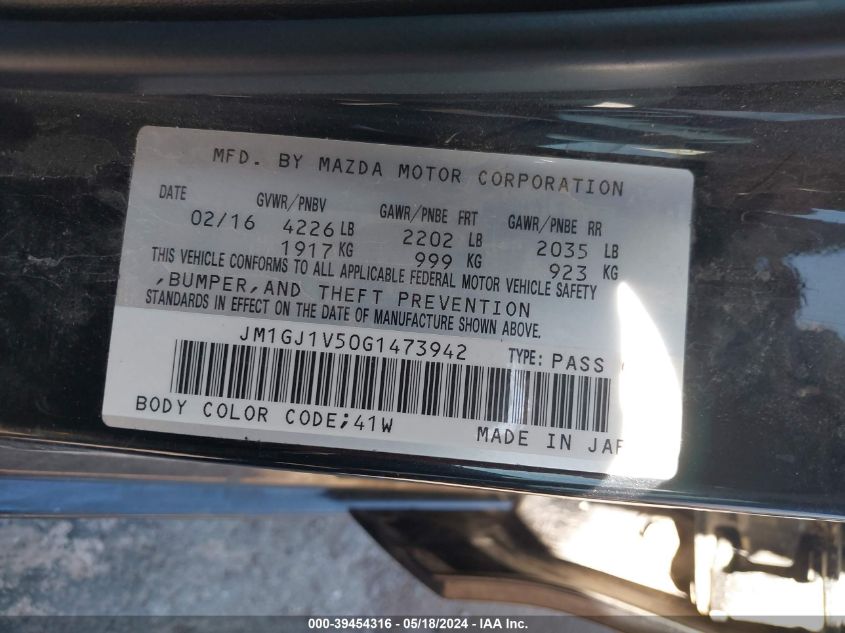 MFD. BY MAZDA MOTOR CORPORATION
DATE GVWR/PNBV GAWR/PNBE FRT GAWR/PNBE RR
02/16 4226 LB 2202 LB 2035 LB
1917 KG 999 KG 923 KG
THIS VEHICLE CONFORMS TO ALL APPLICABLE FEDERAL MOTOR VEHICLE SAFETY
,BUMPER,AND THEFT PREVENTION
STANDARDS IN EFFECT ON THE DATE OF MANUFACTURE SHOWN ABOVE.
JM1GJ1V50G1473942 TYPE: PASS
BODY COLOR CODE;41W
MADE IN
000-39454316 - 05/18/2024 - IAA Inc.